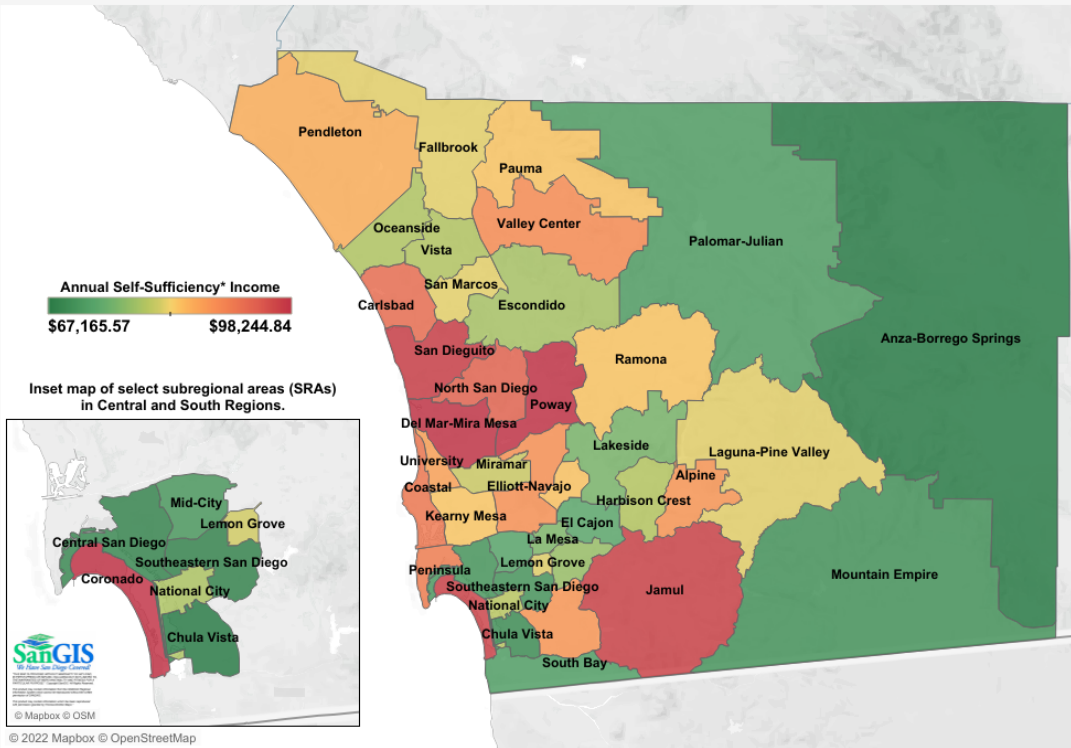 Pendleton
Fallbrook
Pauma
Valley Center
Oceanside
Vista
Palomar-Julian
San Marcos
Annual Self-Sufficiency* Income
$67,165.57 $98,244.84
Carlsbad
Escondido
Anza-Borrego Springs
San Dieguito
Ramona
North San Diego
Inset map of select subregional areas (SRAs)
in Central and South Regions.
Poway
Del Mar-Mira Mesa
Lakeside
Laguna-Pine Valley
University
Miramar
Alpine
Coastal
Elliott-Navajo
Harbison Crest
Kearny Mesa
El Cajon
La Mesa
Lemon Grove
Peninsula
Southeastern San Diego
Jamul
Mountain Empire
National City
Chula Vista
South Bay
Mid-City
Lemon Grove
Central San Diego
Southeastern San Diego
Coronado
National City
Chula Vista
SanGIS
We Have San Diego Covered!
© Mapbox © OSM
© 2022 Mapbox © OpenStreetMap